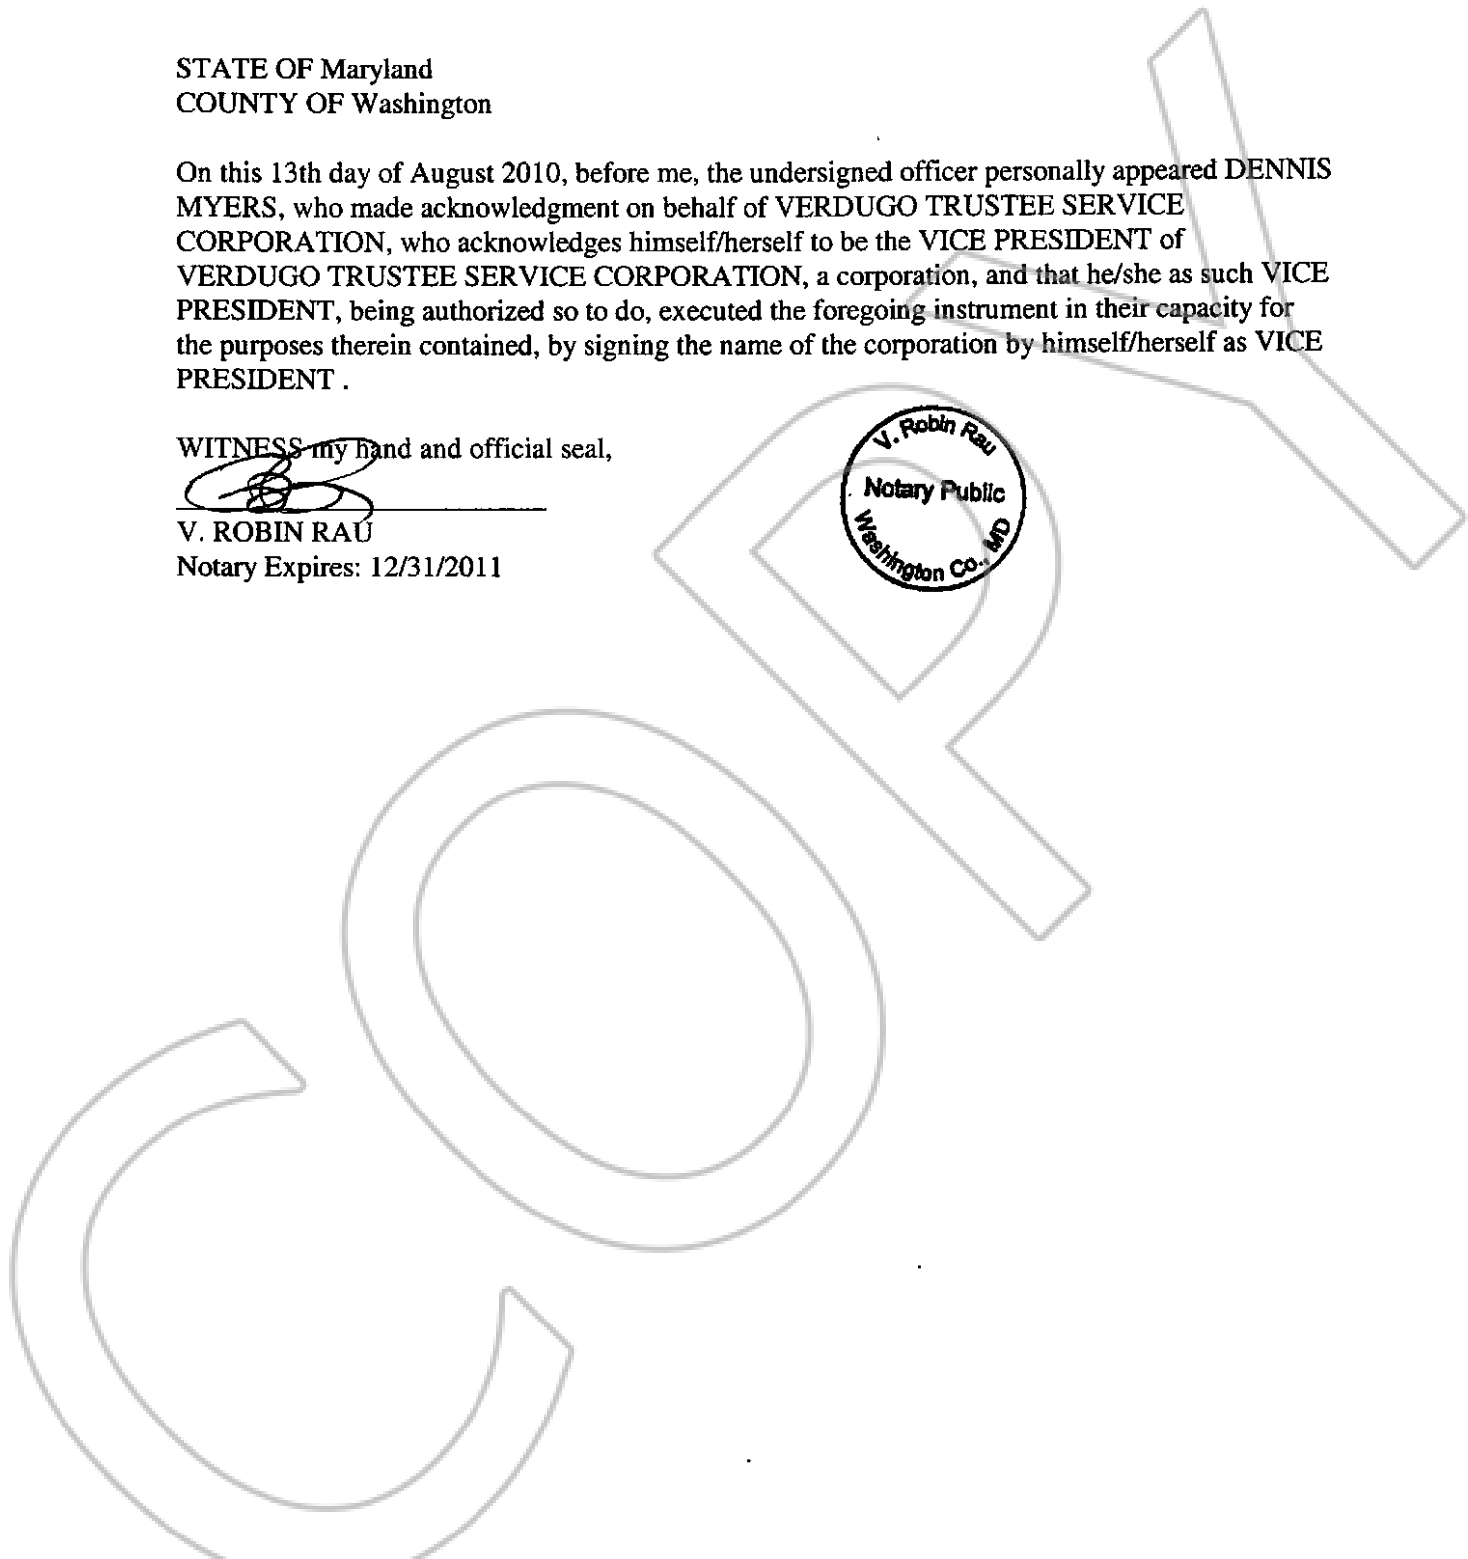 STATE OF Maryland
COUNTY OF Washington
On this 13th day of August 2010, before me, the undersigned officer personally appeared DENNIS
MYERS, who made acknowledgment on behalf of VERDUGO TRUSTEE SERVICE
CORPORATION, who acknowledges himself/herself to be the VICE PRESIDENT of
VERDUGO TRUSTEE SERVICE CORPORATION, a corporation, and that he/she as such VICE
PRESIDENT, being authorized so to do, executed the foregoing instrument in their capacity for
the purposes therein contained, by signing the name of the corporation by himself/herself as VICE
PRESIDENT .
WITNESS my hand and official seal,
V. ROBIN RAU
Notary Expires: 12/31/2011
V. Robin Rau
Notary Public
Washington Co., MD
COPY